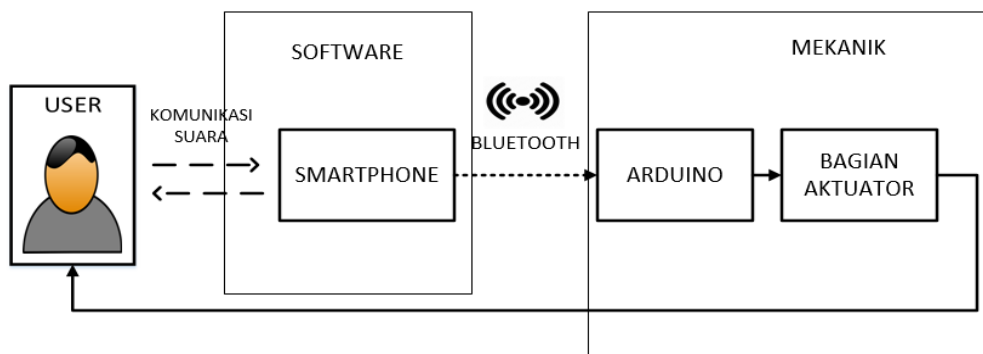 USER
KOMUNIKASI
SUARA
SOFTWARE
SMARTPHONE
BLUETOOTH
MEKANIK
ARDUINO
BAGIAN
AKTUATOR